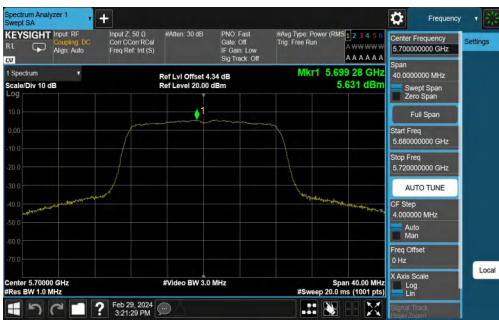 Spectrum Analyzer 1
Swept SA
Frequency
KEYSIGHT
Input: RF
Coupling: DC
Align: Auto
Input Z: 50 Ω
Corr CCorr RCal
Freq Ref: Int (S)
#Atten: 30 dB
PNO: Fast
Gate: Off
IF Gain: Low
Sig Track: Off
#Avg Type: Power (RMS
Trig: Free Run
1 2 3 4 5 6
A W W W W W
A A A A A A
RL
LVI
1 Spectrum
Scale/Div 10 dB
Log
Ref Lvl Offset 4.34 dB
Ref Level 20.00 dBm
Mkr1 5.699 28 GHz
5.631 dBm
1
10.0
0.00
-10.0
-20.0
-30.0
-40.0
-50.0
-60.0
-70.0
Center 5.70000 GHz
#Res BW 1.0 MHz
#Video BW 3.0 MHz
Span 40.00 MHz
#Sweep 20.0 ms (1001 pts)
Feb 29, 2024
3:21:29 PM
Center Frequency
5.700000000 GHz
Settings
Span
40.0000000 MHz
Swept Span
Zero Span
Full Span
Start Freq
5.680000000 GHz
Stop Freq
5.720000000 GHz
AUTO TUNE
CF Step
4.000000 MHz
Auto
Man
Freq Offset
0 Hz
X Axis Scale
Log
Lin
Local
Signal Track